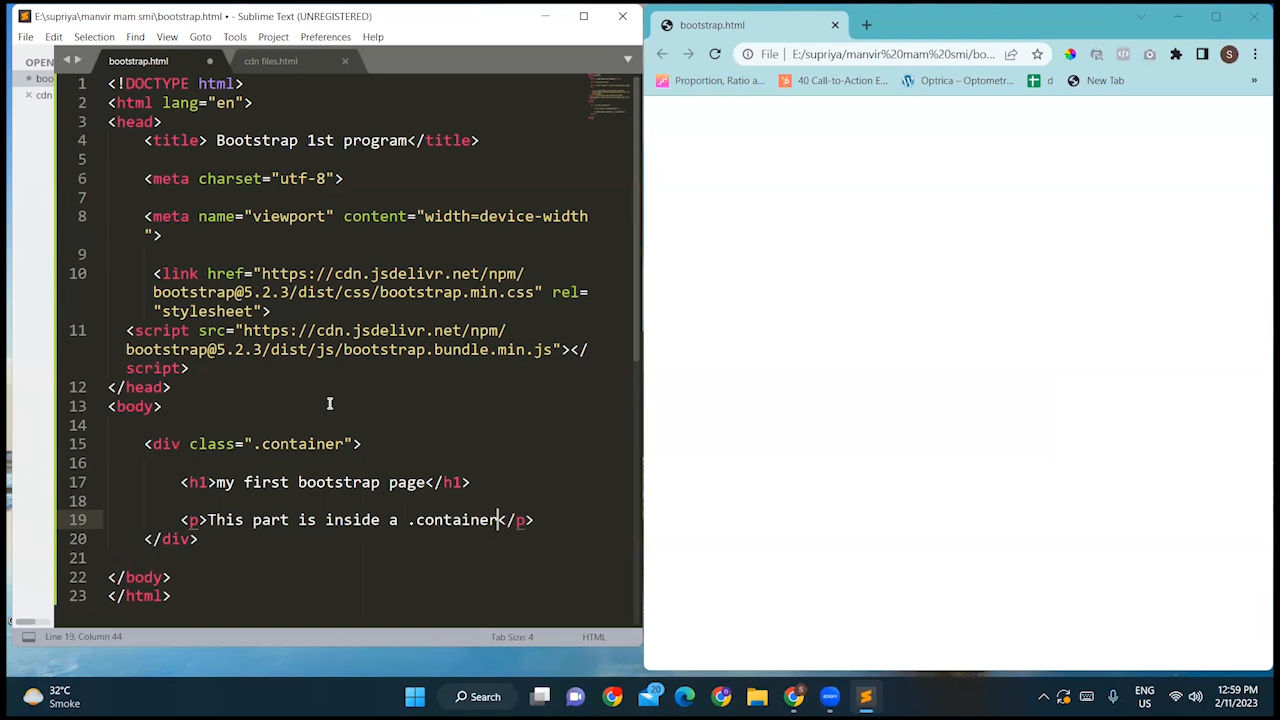 E:\supriya\manvir mam smi\bootstrap.html • - Sublime Text (UNREGISTERED)
File Edit Selection Find View Goto Tools Project Preferences Help
OPEN
boo
cdn
bootstrap.html
cdn files.html
1 <!DOCTYPE html>
2 <html lang="en">
3 <head>
4 <title> Bootstrap 1st program</title>
5
6 <meta charset="utf-8">
7
8 <meta name="viewport" content="width=device-width
">
9
10 <link href="https://cdn.jsdelivr.net/npm/
bootstrap@5.2.3/dist/css/bootstrap.min.css" rel=
"stylesheet">
11 <script src="https://cdn.jsdelivr.net/npm/
bootstrap@5.2.3/dist/js/bootstrap.bundle.min.js"></
script>
12 </head>
13 <body>
14
15 <div class=".container">
16
17 <h1>my first bootstrap page</h1>
18
19 <p>This part is inside a .container</p>
20 </div>
21
22 </body>
23 </html>
Line 19, Column 44
Tab Size: 4
HTML
bootstrap.html
File E:/supriya/manvir%20mam%20smi/bo...
S
Proportion, Ratio a...
40 Call-to-Action E...
Optrica – Optometr...
d
New Tab
»
32°C
Smoke
Search
20
ENG
US
12:59 PM
2/11/2023